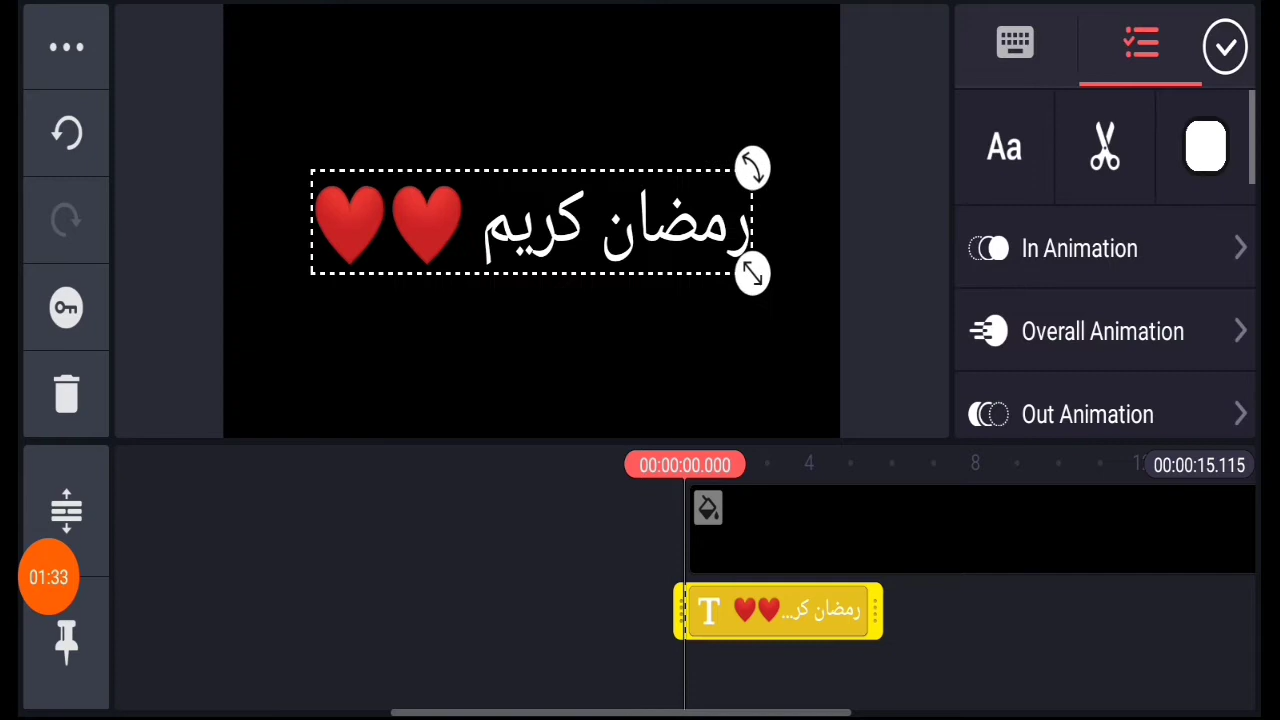 Aa
رمضان كريم ♥♥
In Animation
Overall Animation
Out Animation
00:00:00.000
4
8
00:00:15.115
01:33
T رمضان كر...♥♥